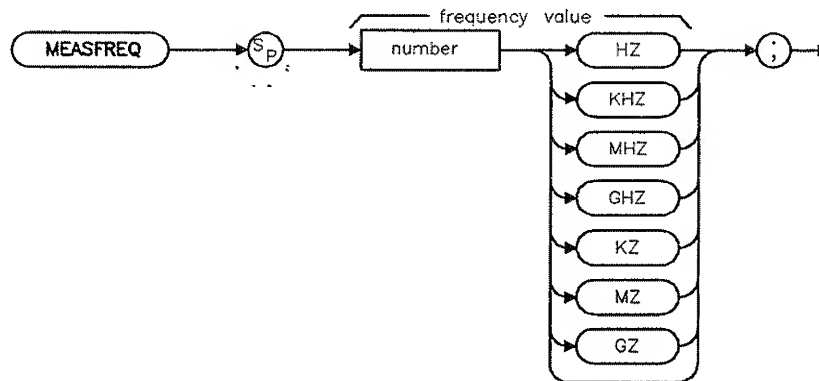 frequency value
MEASFREQ SP number HZ ;
KHZ
MHZ
GHZ
KZ
MZ
GZ